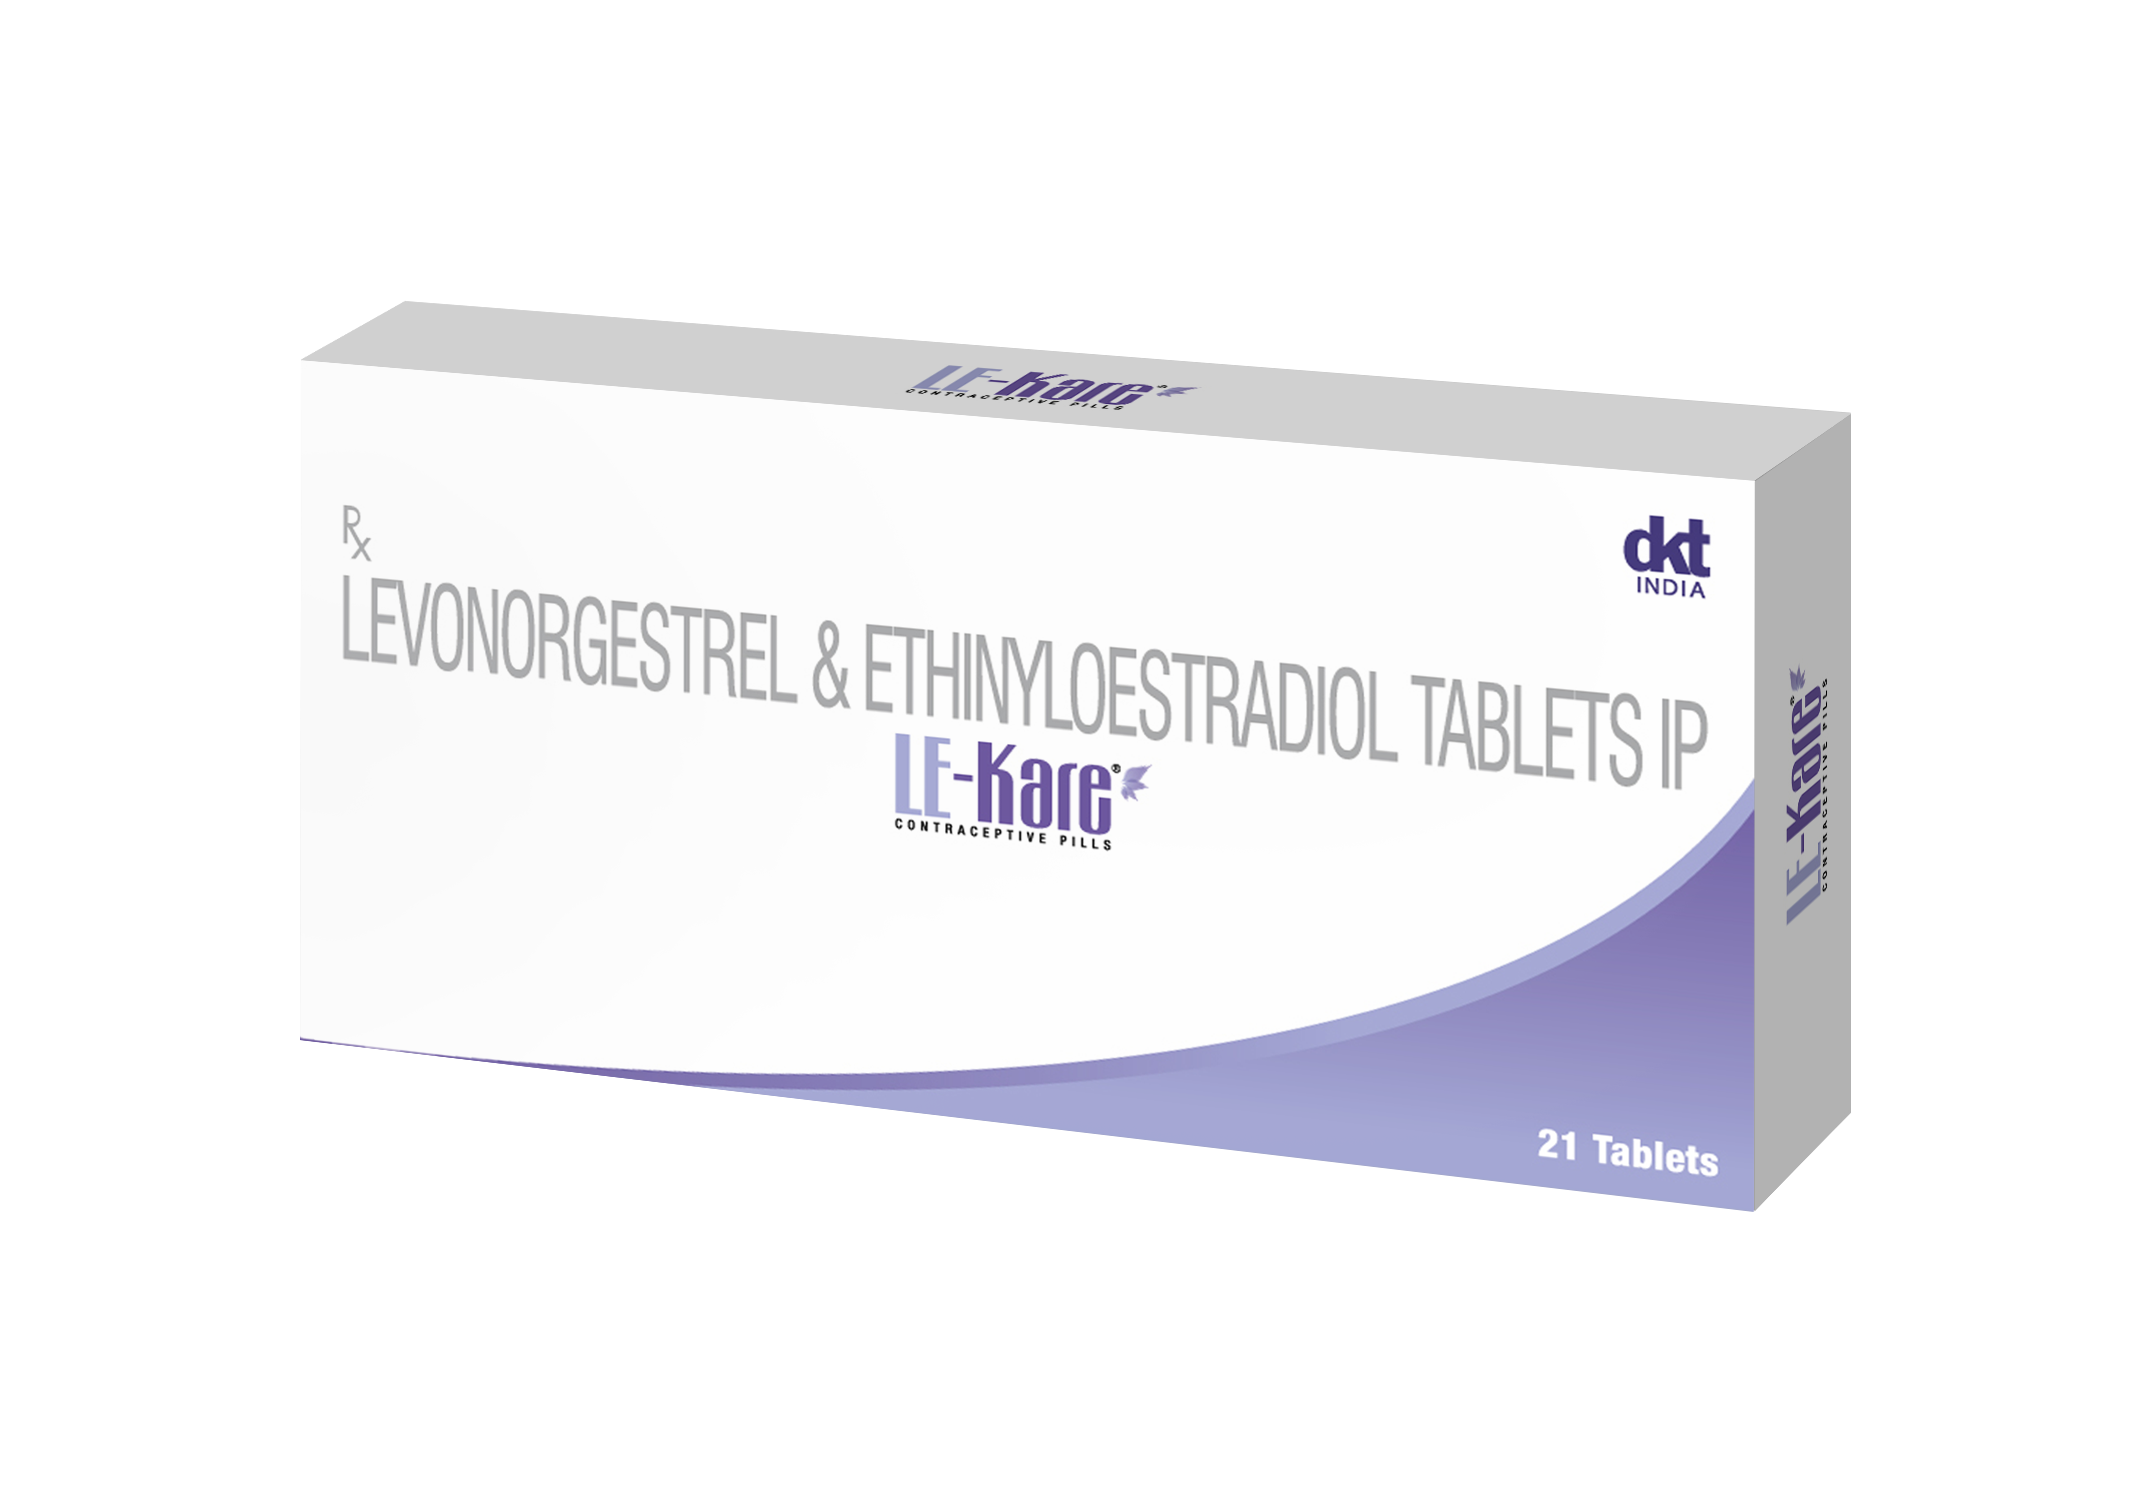 LE-Kare®
CONTRACEPTIVE PILLS
Rx
dkt
INDIA
LEVONORGESTREL & ETHINYLOESTRADIOL TABLETS IP
LE-Kare®
CONTRACEPTIVE PILLS
21 Tablets
LE-Kare®
CONTRACEPTIVE PILLS